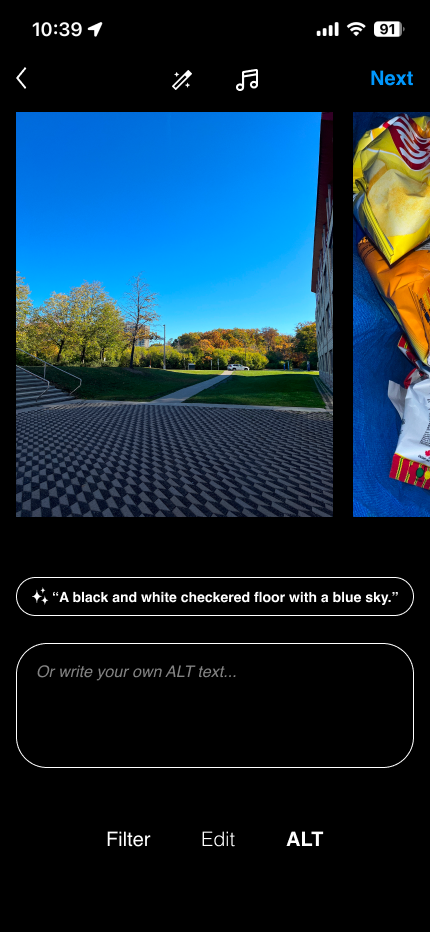 10:39
91
Next
“A black and white checkered floor with a blue sky.”
Or write your own ALT text...
Filter
Edit
ALT